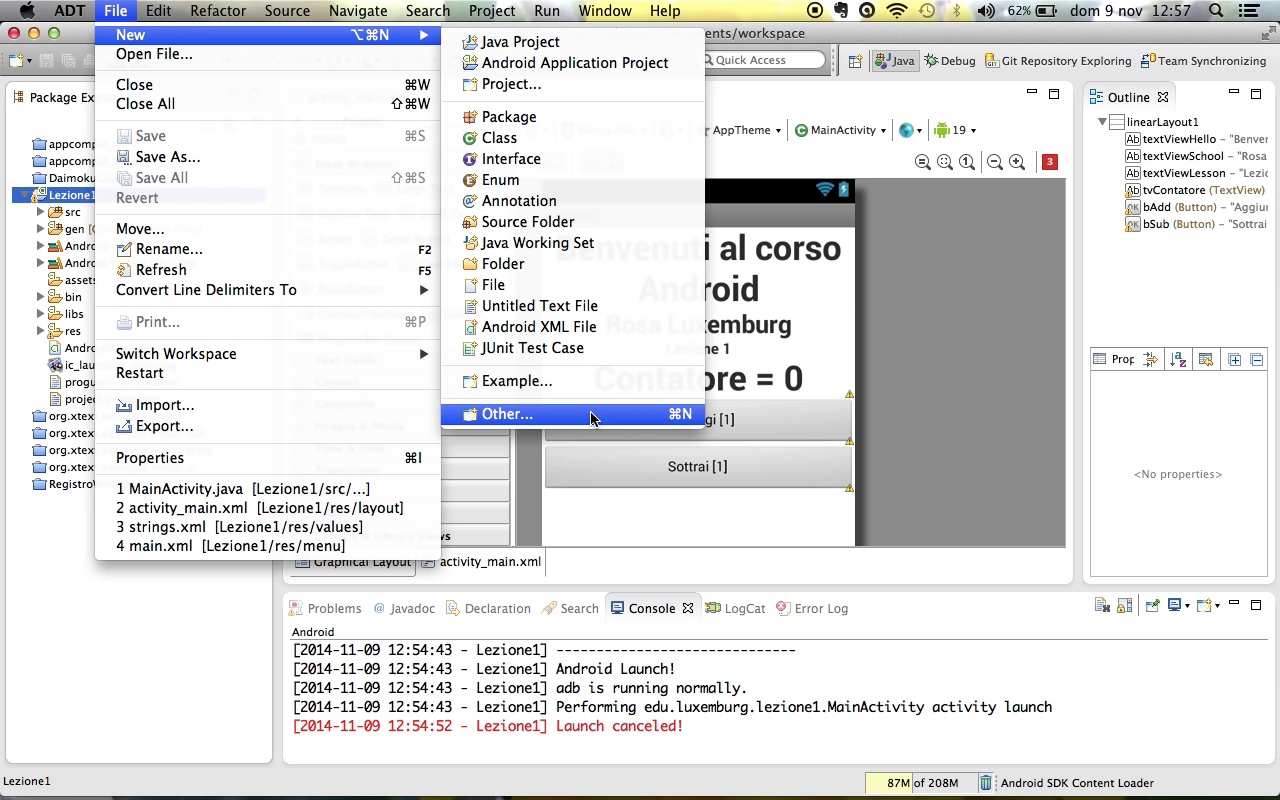 ADT File Edit Refactor Source Navigate Search Project Run Window Help 62% dom 9 nov 12:57
ents/workspace
Quick Access Java Debug Git Repository Exploring Team Synchronizing
New ⌥⌘N
Open File...
Close ⌘W
Close All ⇧⌘W
Save ⌘S
Save As...
Save All ⇧⌘S
Revert
Move...
Rename... F2
Refresh F5
Convert Line Delimiters To
Print... ⌘P
Switch Workspace
Restart
Import...
Export...
Properties ⌘I
1 MainActivity.java [Lezione1/src/...]
2 activity_main.xml [Lezione1/res/layout]
3 strings.xml [Lezione1/res/values]
4 main.xml [Lezione1/res/menu]
Java Project
Android Application Project
Project...
Package
Class
Interface
Enum
Annotation
Source Folder
Java Working Set
Folder
File
Untitled Text File
Android XML File
JUnit Test Case
Example...
Other... ⌘N
Package Ex
appcomp
appcomp
Daimoku
Lezione1
src
gen
Android
Android
assets
bin
libs
res
Andro
ic_lau
progu
projec
org.xtext
org.xtext
org.xtext
org.xtext
RegistroW
AppTheme MainActivity 19
3
Benvenuti al corso
Android
Rosa Luxemburg
Lezione 1
Contatore = 0
gi [1]
Sottrai [1]
Graphical Layout activity_main.xml
Outline
linearLayout1
textViewHello - "Benver
textViewSchool - "Rosa
textViewLesson - "Lezic
tvContatore (TextView)
bAdd (Button) - "Aggiur
bSub (Button) - "Sottrai
Prop
<No properties>
Problems Javadoc Declaration Search Console LogCat Error Log
Android
[2014-11-09 12:54:43 - Lezione1] ------------------------------
[2014-11-09 12:54:43 - Lezione1] Android Launch!
[2014-11-09 12:54:43 - Lezione1] adb is running normally.
[2014-11-09 12:54:43 - Lezione1] Performing edu.luxemburg.lezione1.MainActivity activity launch
[2014-11-09 12:54:52 - Lezione1] Launch canceled!
Lezione1 87M of 208M Android SDK Content Loader